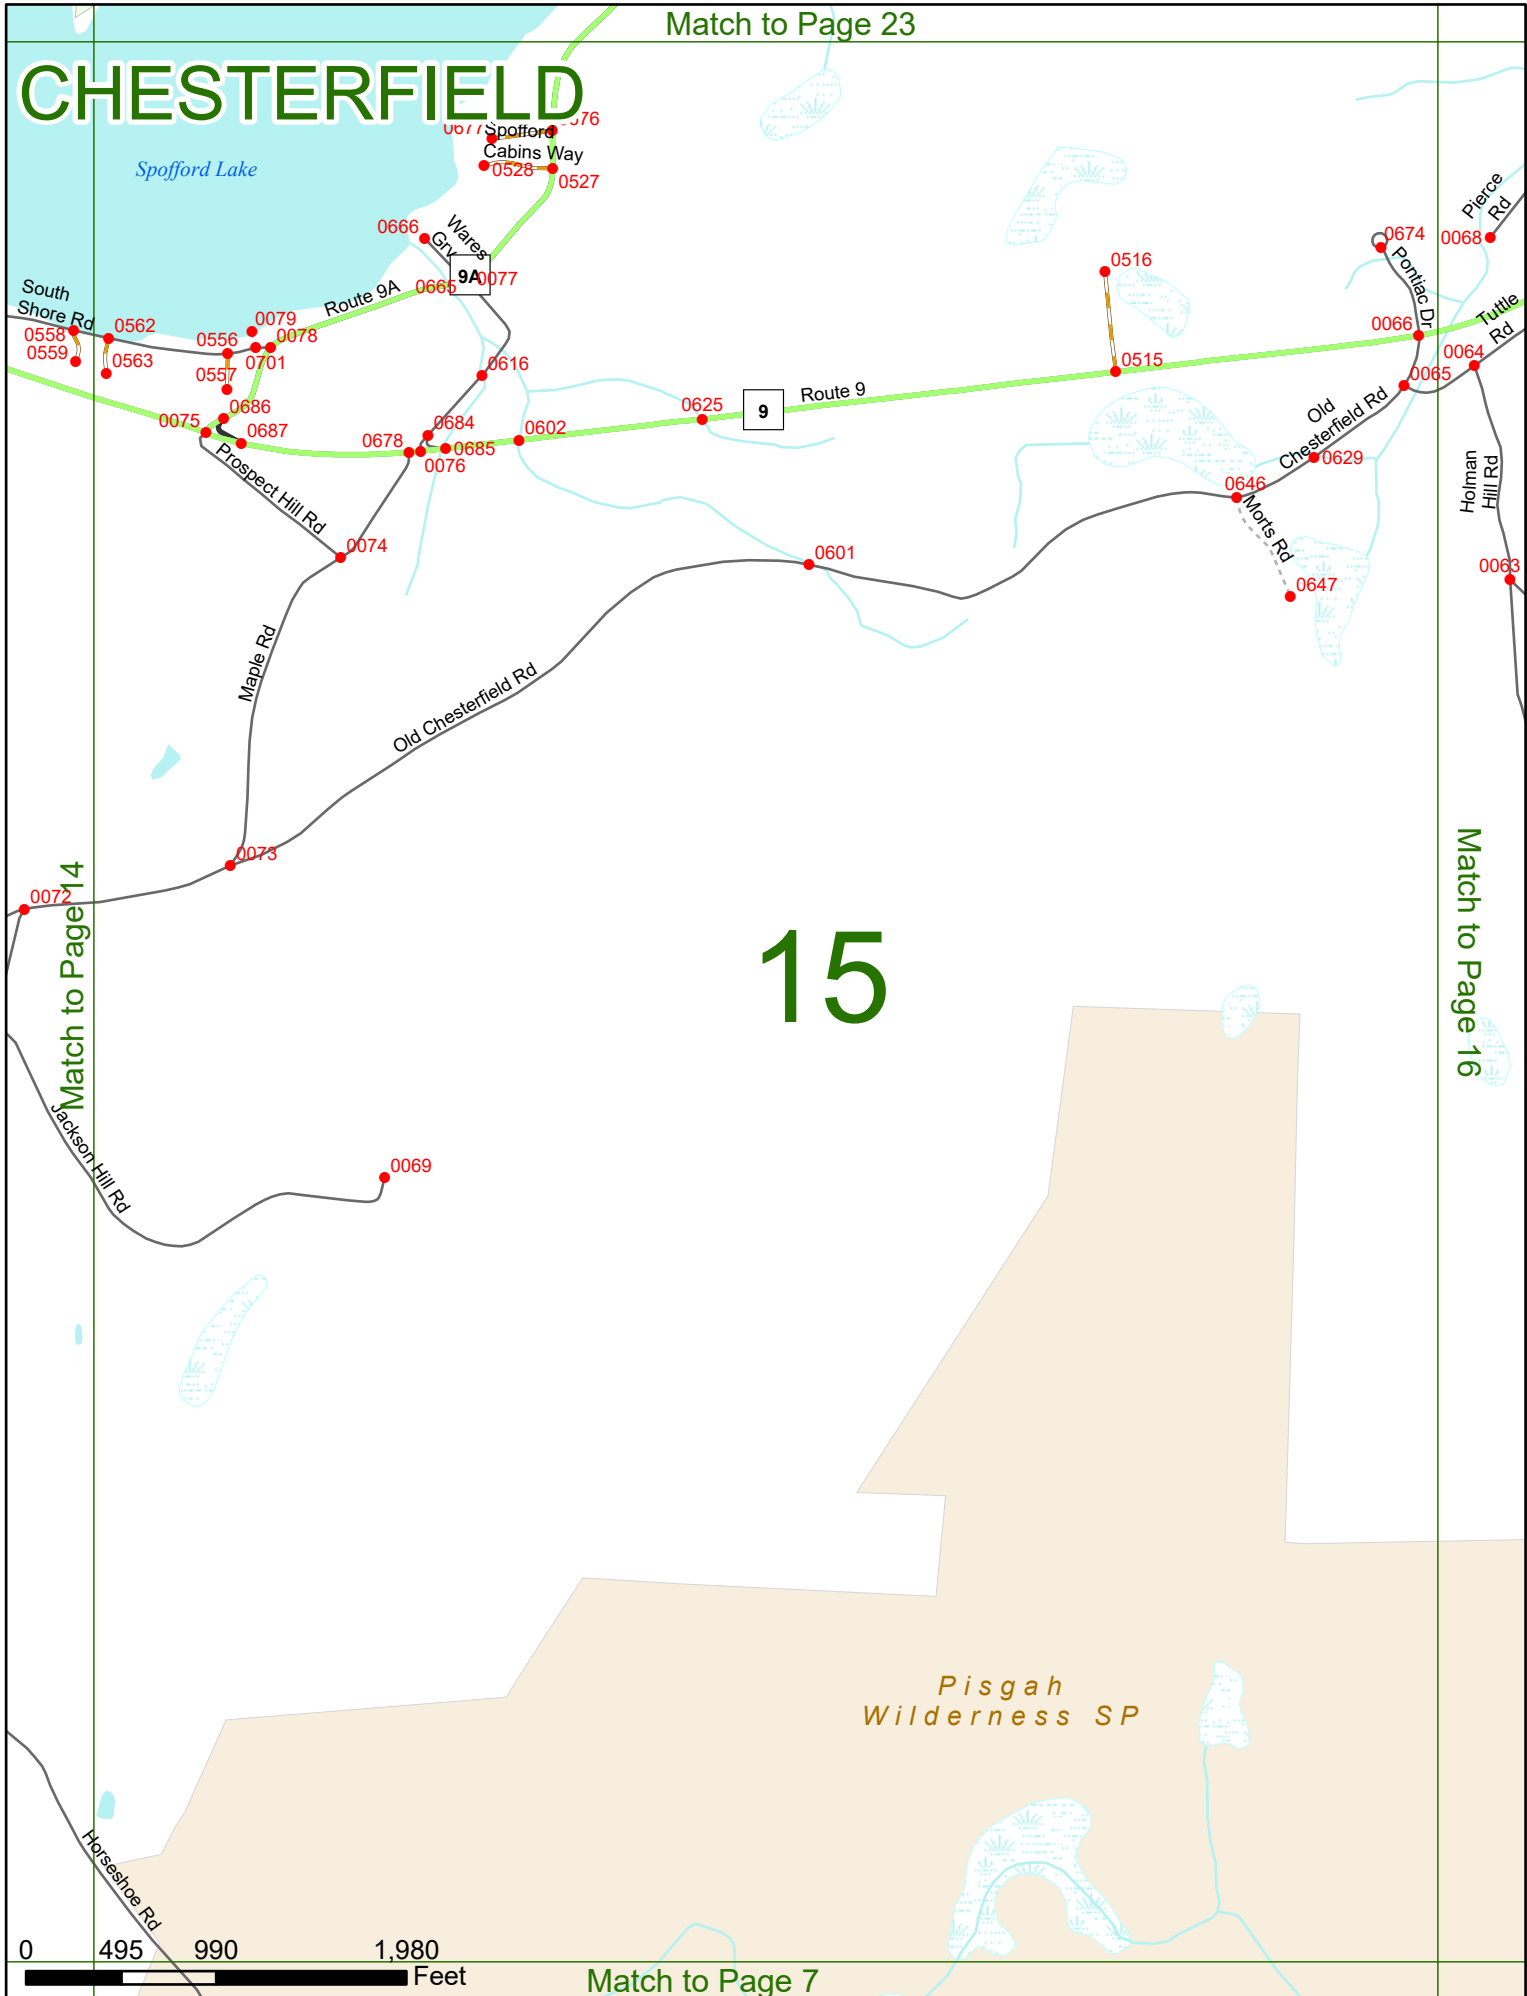 Match to Page 23
CHESTERFIELD
Spofford Lake
0677
Spofford
Cabins Way
0528
0527
0666
Wares
Grv
9A
0077
0665
Route 9A
South
Shore Rd
0558
0559
0562
0563
0556
0557
0079
0078
0701
0616
0686
0075
0687
Prospect Hill Rd
0678
0684
0685
0076
0602
0625
9
Route 9
0516
0515
0674
Pontiac Dr
0066
Pierce
Rd
0068
Tuttle
Rd
0064
0065
Old
Chesterfield Rd
0629
0646
Morts Rd
0647
Holman
Hill Rd
0063
0074
0601
Maple Rd
Old Chesterfield Rd
0073
0072
Match to Page 14
15
Match to Page 16
Jackson Hill Rd
0069
Pisgah
Wilderness SP
Horseshoe Rd
0 495 990 1,980
Feet
Match to Page 7